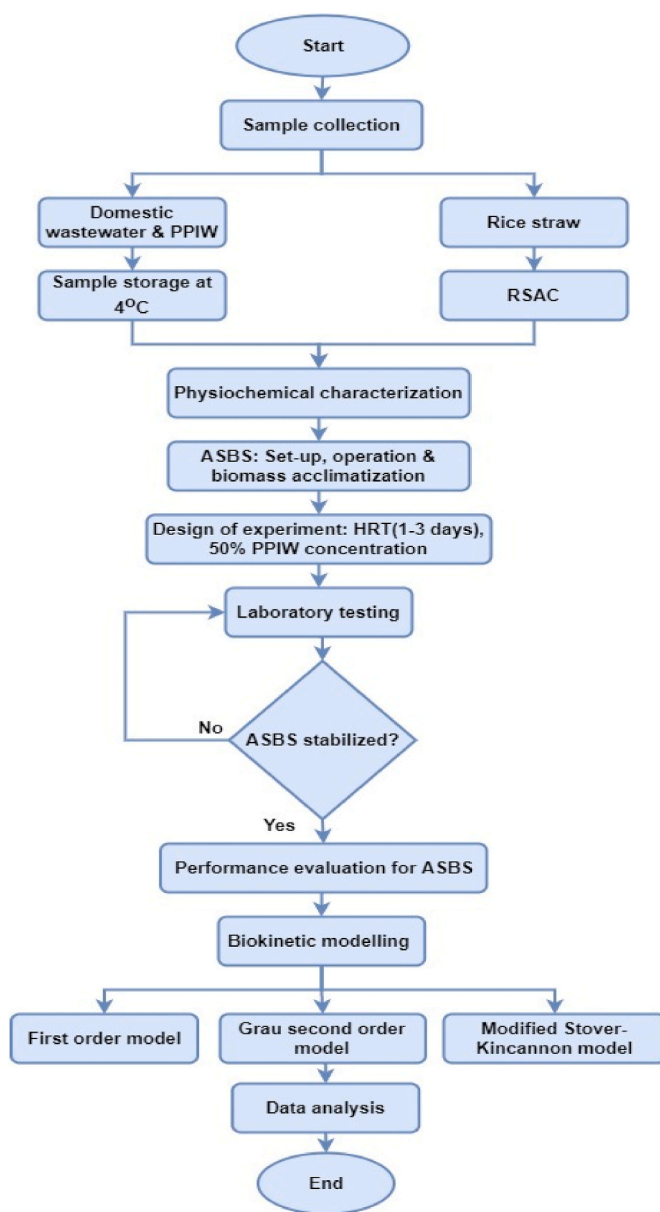 Start
Sample collection
Domestic
wastewater & PPIW
Rice straw
Sample storage at
4°C
RSAC
Physiochemical characterization
ASBS: Set-up, operation &
biomass acclimatization
Design of experiment: HRT(1-3 days),
50% PPIW concentration
Laboratory testing
No
ASBS stabilized?
Yes
Performance evaluation for ASBS
Biokinetic modelling
First order model
Grau second order
model
Modified Stover-
Kincannon model
Data analysis
End